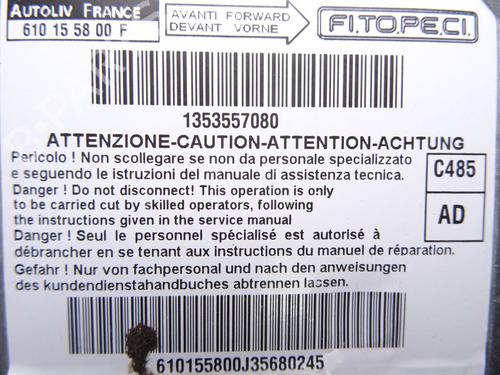 AUTOLIV FRANCE
610 15 58 00 F
AVANTI FORWARD
DEVANT VORNE
FI.TO.PE.CI.
1353557080
ATTENZIONE-CAUTION-ATTENTION-ACHTUNG
Pericolo ! Non scollegare se non da personale specializzato
e seguendo le istruzioni del manuale di assistenza tecnica.
Danger ! Do not disconnect! This operation is only
to be carried cut by skilled operators, following
the instructions given in the service manual
Danger ! Seul le personnel spécialisé est autorisé à
débrancher en se tenant aux instructions du manuel de réparation.
Gefahr ! Nur von fachpersonal und nach den anweisungen
des kundendienstahandbuches abtrennen lassen.
C485
AD
610155800J35680245